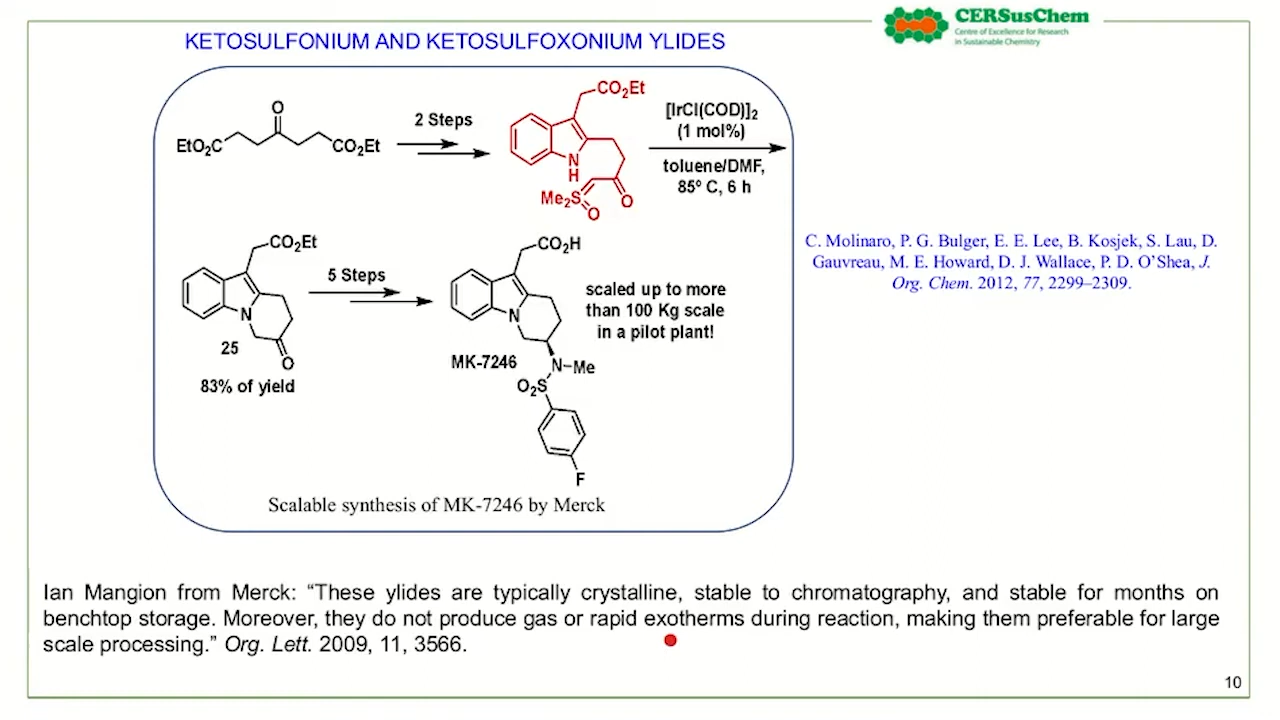 CERSusChem
Centre of Excellence for Research
in Sustainable Chemistry
KETOSULFONIUM AND KETOSULFOXONIUM YLIDES
O
EtO₂C
CO₂Et
2 Steps
CO₂Et
N
H
Me₂S
O
O
[IrCl(COD)]₂
(1 mol%)
toluene/DMF,
85º C, 6 h
CO₂Et
N
O
25
83% of yield
5 Steps
CO₂H
N
MK-7246
N–Me
O₂S
F
scaled up to more
than 100 Kg scale
in a pilot plant!
Scalable synthesis of MK-7246 by Merck
C. Molinaro, P. G. Bulger, E. E. Lee, B. Kosjek, S. Lau, D.
Gauvreau, M. E. Howard, D. J. Wallace, P. D. O’Shea, J.
Org. Chem. 2012, 77, 2299–2309.
Ian Mangion from Merck: “These ylides are typically crystalline, stable to chromatography, and stable for months on
benchtop storage. Moreover, they do not produce gas or rapid exotherms during reaction, making them preferable for large
scale processing.” Org. Lett. 2009, 11, 3566.
10